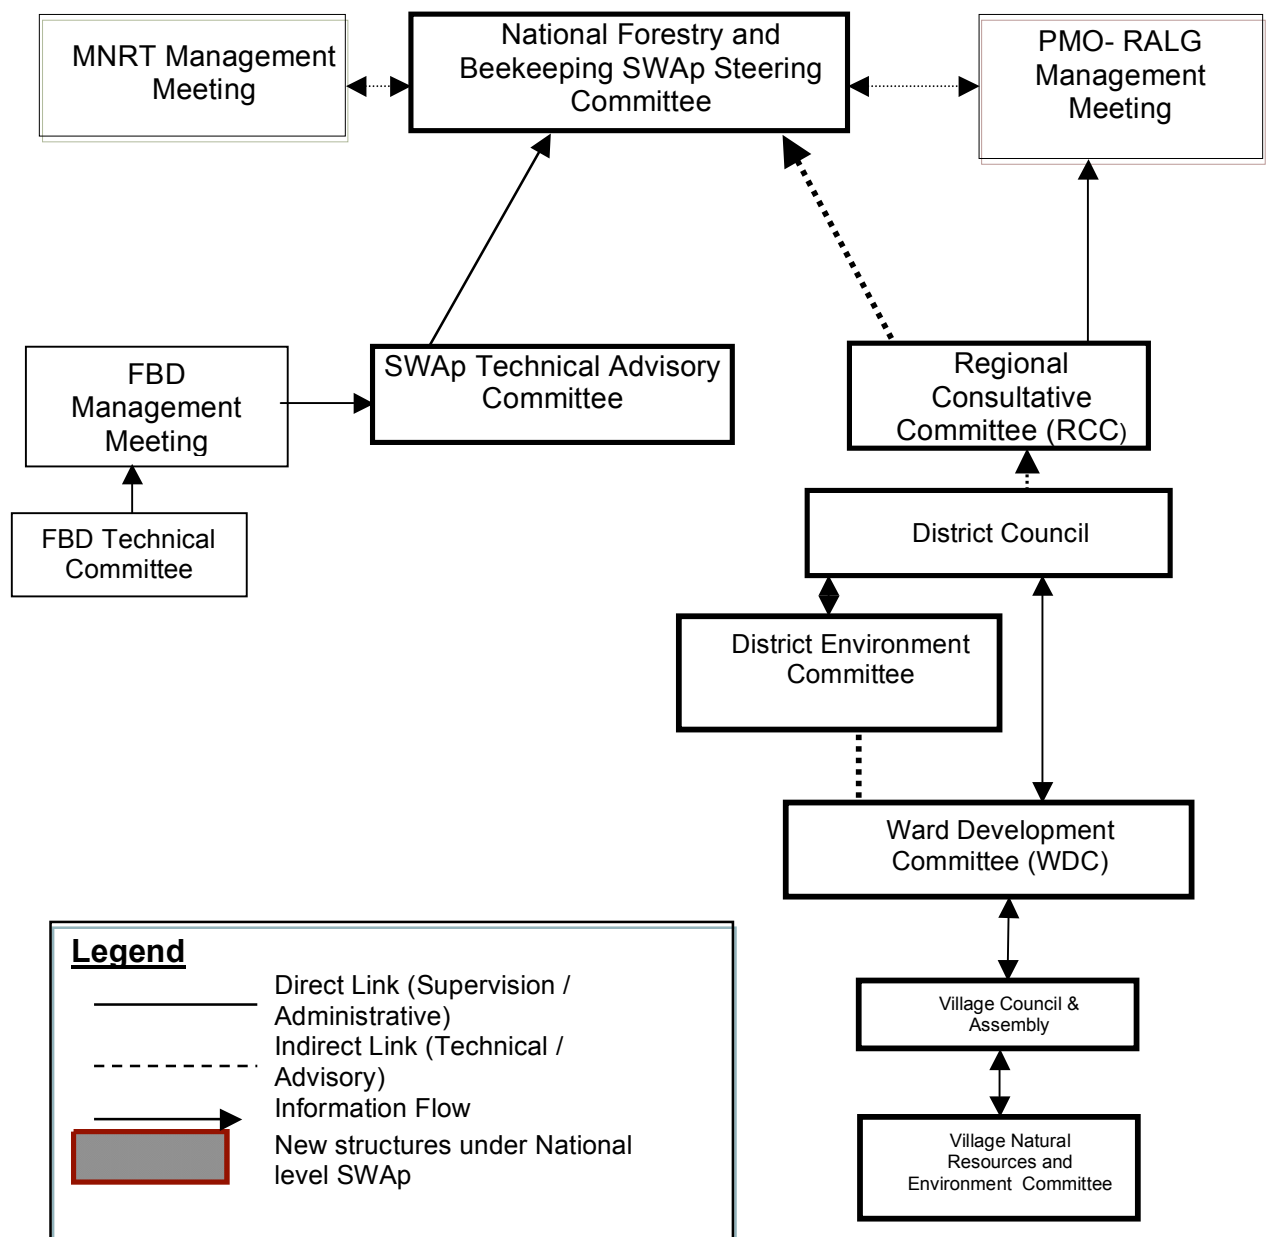 MNRT Management
Meeting
National Forestry and
Beekeeping SWAp Steering
Committee
PMO- RALG
Management
Meeting
FBD
Management
Meeting
SWAp Technical Advisory
Committee
Regional
Consultative
Committee (RCC)
FBD Technical
Committee
District Council
District Environment
Committee
Ward Development
Committee (WDC)
Village Council &
Assembly
Village Natural
Resources and
Environment  Committee
Legend
Direct Link (Supervision /
Administrative)
Indirect Link (Technical /
Advisory)
Information Flow
New structures under National
level SWAp